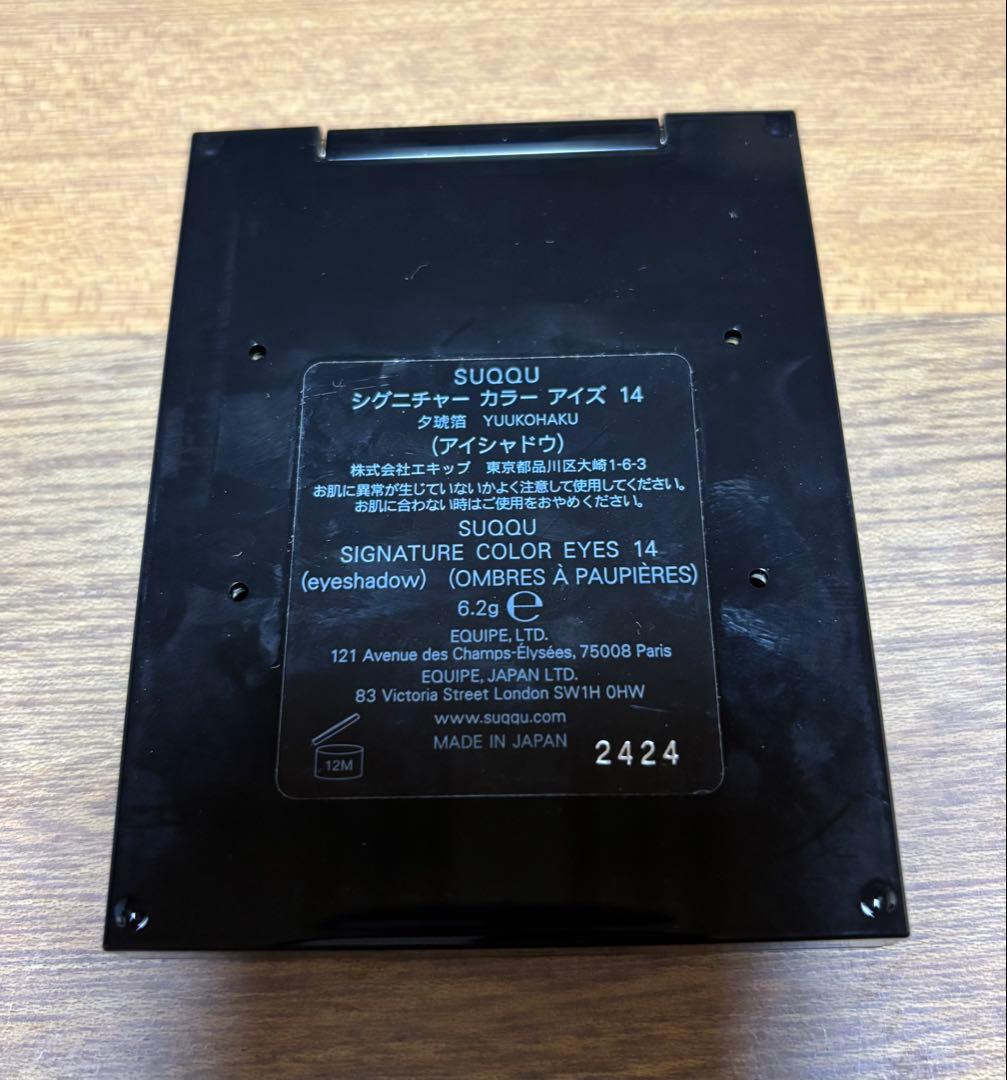 SUQQU
シグニチャー カラー アイズ 14
夕琥箔 YUUKOHAKU
(アイシャドウ)
株式会社エキップ 東京都品川区大崎1-6-3
お肌に異常が生じていないかよく注意して使用してください。
お肌に合わない時はご使用をおやめください。
SUQQU
SIGNATURE COLOR EYES 14
(eyeshadow) (OMBRES À PAUPIÈRES)
6.2g ℮
EQUIPE, LTD.
121 Avenue des Champs-Élysées, 75008 Paris
EQUIPE, JAPAN LTD.
83 Victoria Street London SW1H 0HW
www.suqqu.com
MADE IN JAPAN
12M
2424